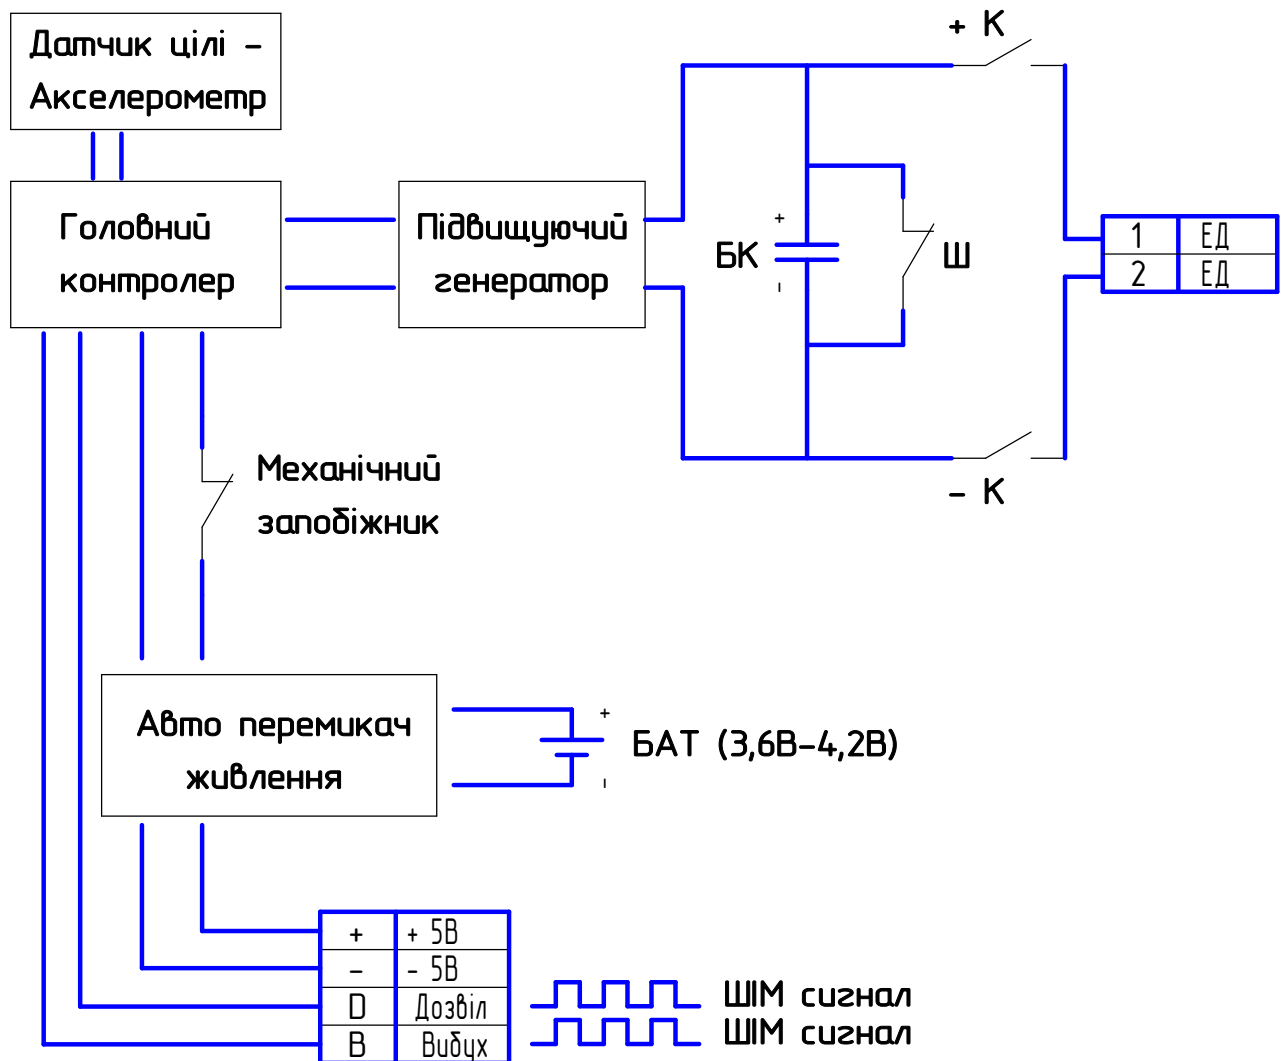 + К
Датчик цілі -
Акселерометр
Головний
контролер
Підвищуючий
генератор
+
БК
-
Ш
1 ЕД
2 ЕД
- К
Механічний
запобіжник
Авто перемикач
живлення
+
БАТ (3,6В-4,2В)
-
+ + 5В
- - 5В
D Дозвіл
В Вибух
ШІМ сигнал
ШІМ сигнал